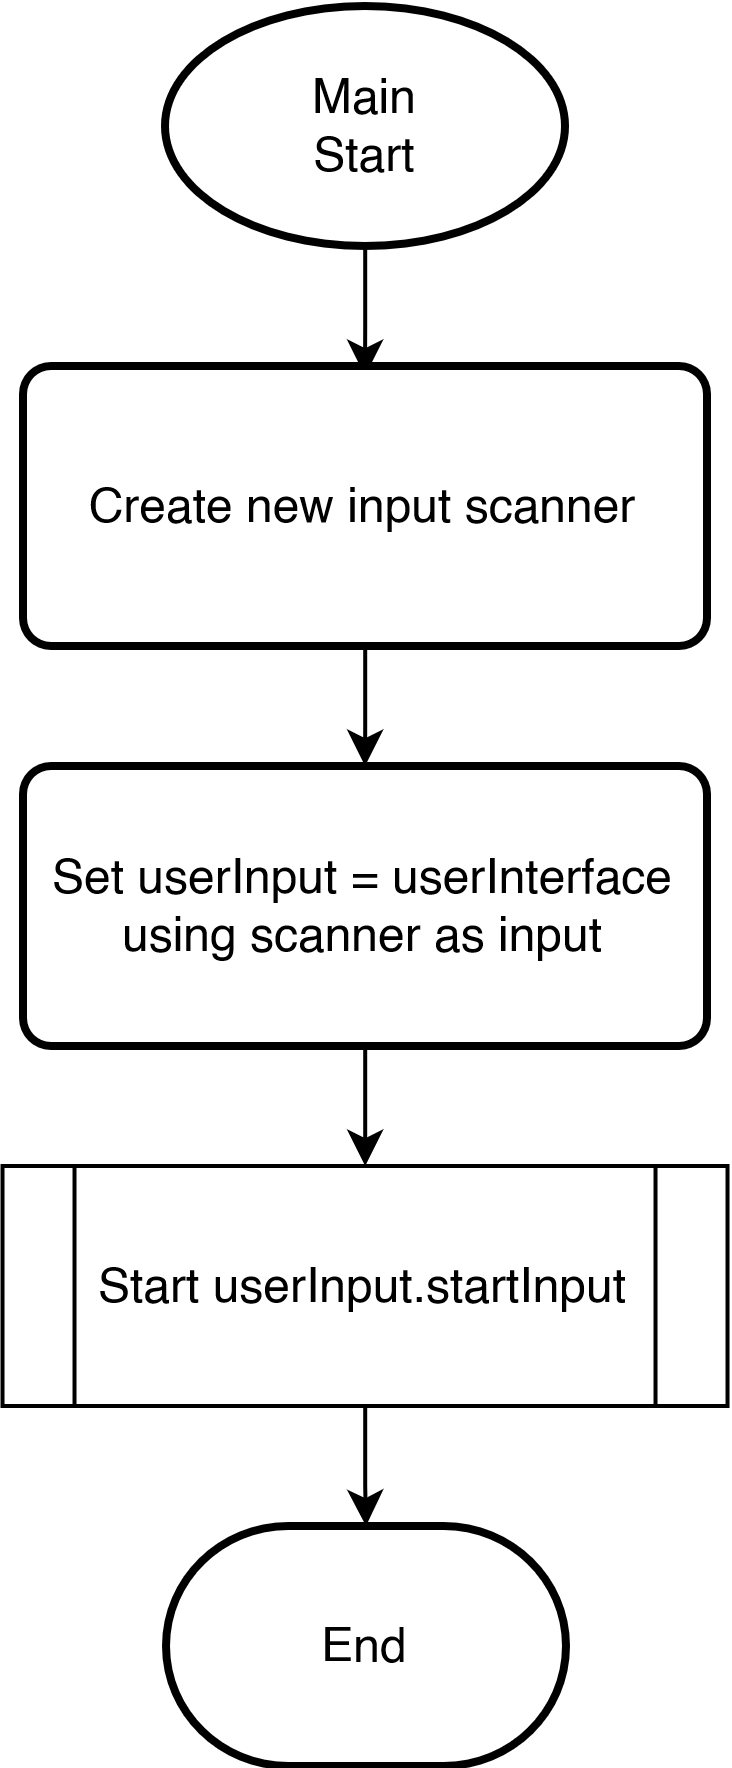 Main
Start
Create new input scanner
Set userInput = userInterface
using scanner as input
Start userInput.startInput
End